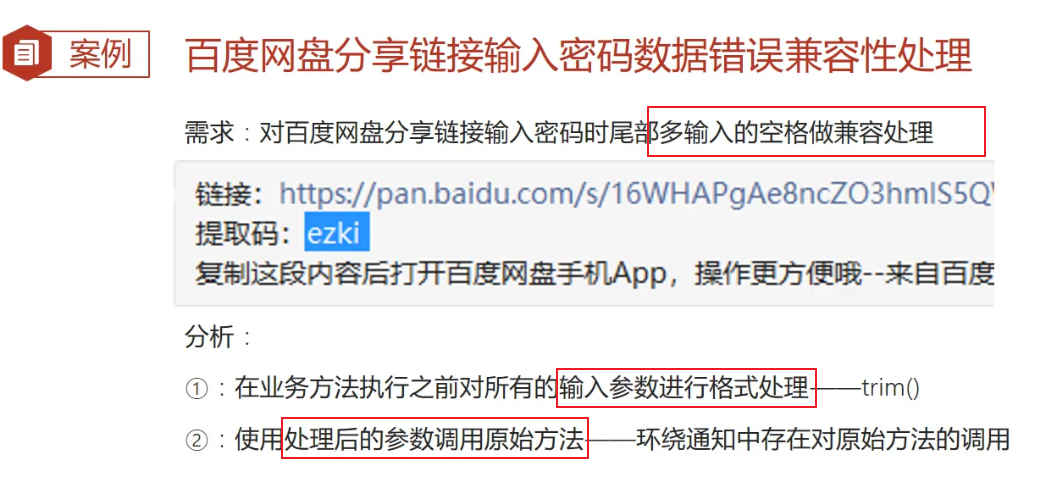 案例
百度网盘分享链接输入密码数据错误兼容性处理
需求：对百度网盘分享链接输入密码时尾部多输入的空格做兼容处理
链接：https://pan.baidu.com/s/16WHAPgAe8ncZO3hmlS5Q
提取码：ezki
复制这段内容后打开百度网盘手机App，操作更方便哦--来自百度
分析：
①：在业务方法执行之前对所有的输入参数进行格式处理——trim()
②：使用处理后的参数调用原始方法——环绕通知中存在对原始方法的调用